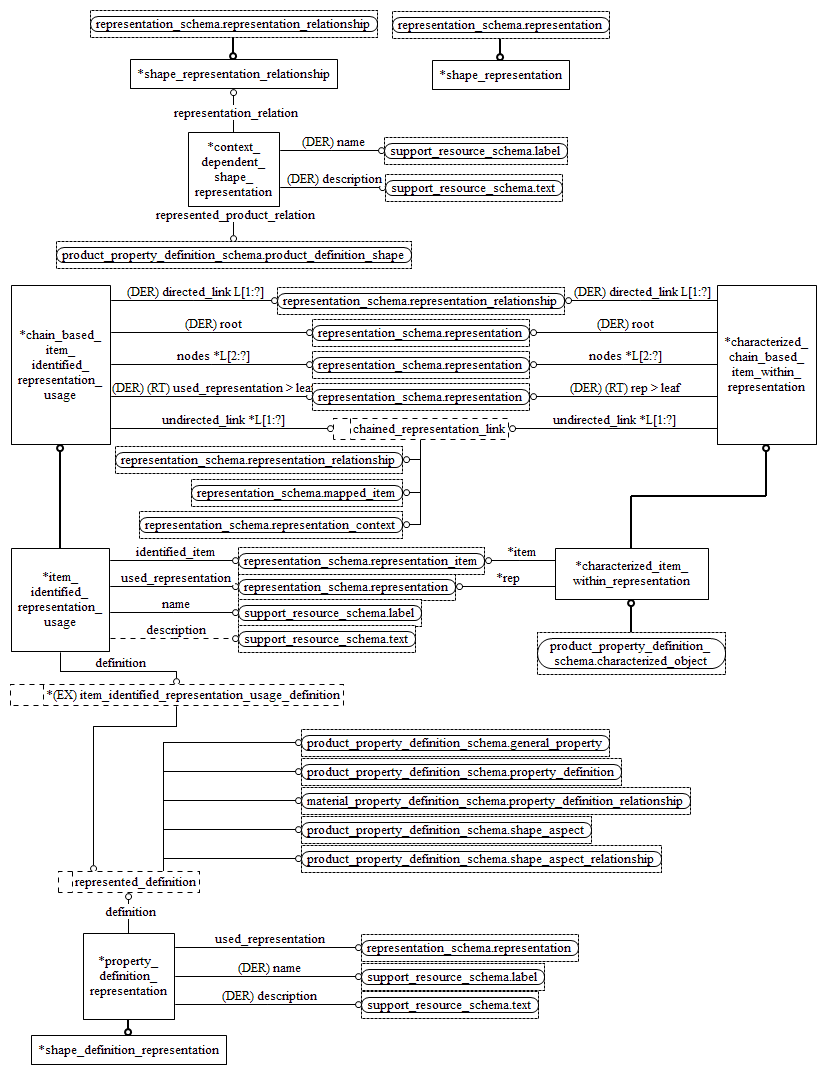 representation_schema.representation_relationship
representation_schema.representation
*shape_representation_relationship
*shape_representation
representation_relation
*context_
dependent_
shape_
representation
(DER) name
support_resource_schema.label
(DER) description
support_resource_schema.text
represented_product_relation
product_property_definition_schema.product_definition_shape
*chain_based_
item_
identified_
representation_
usage
(DER) directed_link L[1:?]
representation_schema.representation_relationship
(DER) directed_link L[1:?]
(DER) root
representation_schema.representation
(DER) root
nodes *L[2:?]
representation_schema.representation
nodes *L[2:?]
(DER) (RT) used_representation > leaf
representation_schema.representation
(DER) (RT) rep > leaf
undirected_link *L[1:?]
chained_representation_link
undirected_link *L[1:?]
*characterized_
chain_based_
item_within_
representation
representation_schema.representation_relationship
representation_schema.mapped_item
representation_schema.representation_context
*item_
identified_
representation_
usage
identified_item
representation_schema.representation_item
*item
used_representation
representation_schema.representation
*rep
name
support_resource_schema.label
description
support_resource_schema.text
*characterized_item_
within_representation
product_property_definition_
schema.characterized_object
definition
*(EX) item_identified_representation_usage_definition
product_property_definition_schema.general_property
product_property_definition_schema.property_definition
material_property_definition_schema.property_definition_relationship
product_property_definition_schema.shape_aspect
product_property_definition_schema.shape_aspect_relationship
represented_definition
definition
*property_
definition_
representation
used_representation
representation_schema.representation
(DER) name
support_resource_schema.label
(DER) description
support_resource_schema.text
*shape_definition_representation